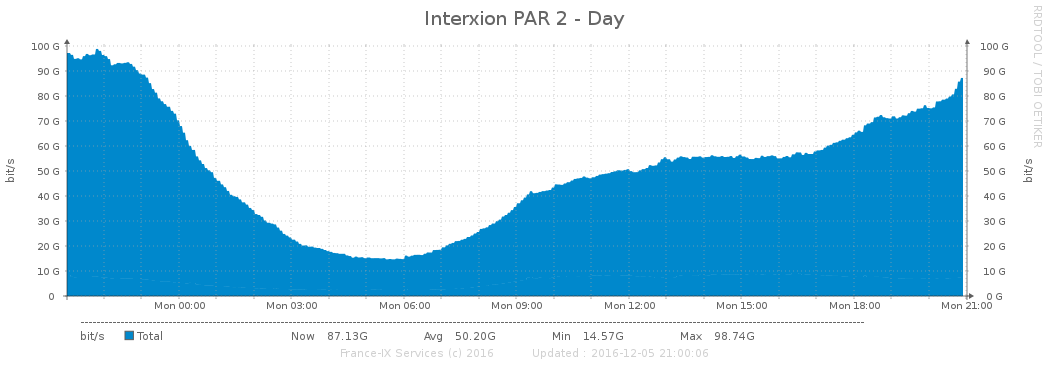 Interxion PAR 2 - Day
RRDTOOL / TOBI OETIKER
bit/s
100 G
90 G
80 G
70 G
60 G
50 G
40 G
30 G
20 G
10 G
0
100 G
90 G
80 G
70 G
60 G
50 G
40 G
30 G
20 G
10 G
0 G
bit/s
Mon 00:00 Mon 03:00 Mon 06:00 Mon 09:00 Mon 12:00 Mon 15:00 Mon 18:00 Mon 21:00
bit/s Total Now 87.13G Avg 50.20G Min 14.57G Max 98.74G
France-IX Services (c) 2016 Updated : 2016-12-05 21:00:06